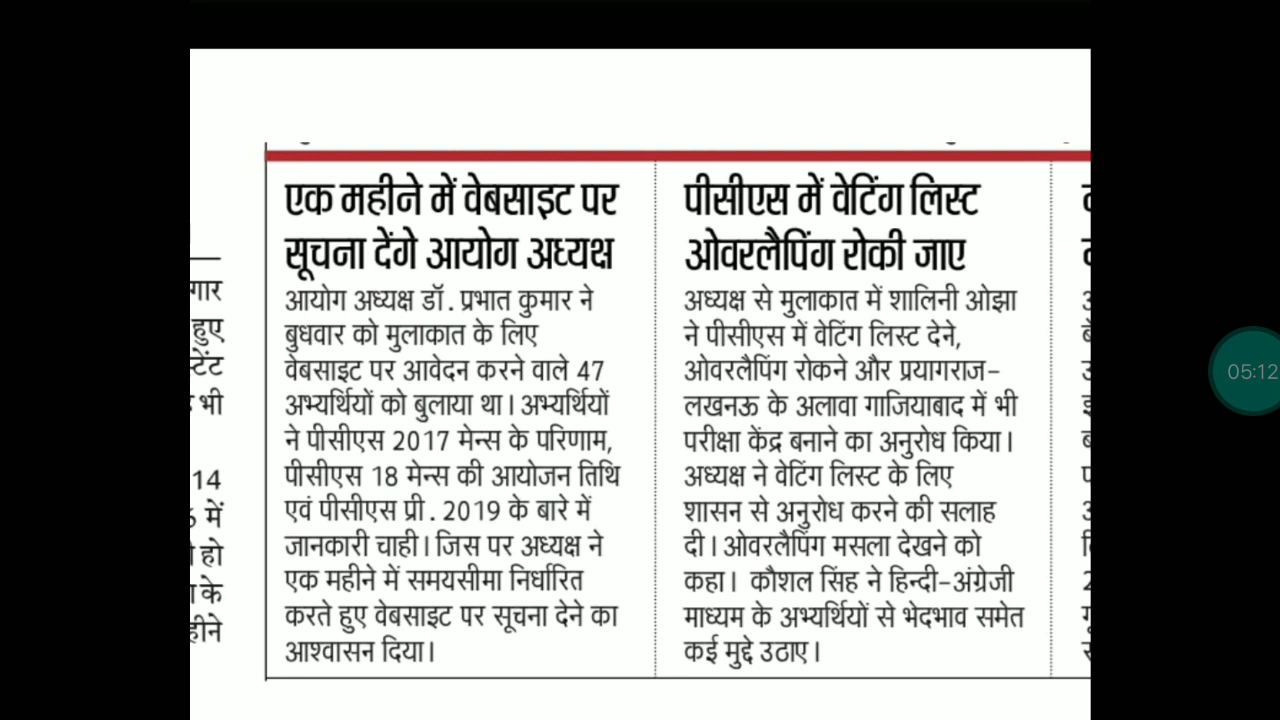 गार
हुए
भी
14
में
हो
के
एक महीने में वेबसाइट पर
सूचना देंगे आयोग अध्यक्ष
आयोग अध्यक्ष डॉ. प्रभात कुमार ने
बुधवार को मुलाकात के लिए
वेबसाइट पर आवेदन करने वाले 47
अभ्यर्थियों को बुलाया था। अभ्यर्थियों
ने पीसीएस 2017 मेन्स के परिणाम,
पीसीएस 18 मेन्स की आयोजन तिथि
एवं पीसीएस प्री. 2019 के बारे में
जानकारी चाही। जिस पर अध्यक्ष ने
एक महीने में समयसीमा निर्धारित
करते हुए वेबसाइट पर सूचना देने का
आश्वासन दिया।
पीसीएस में वेटिंग लिस्ट
ओवरलैपिंग रोकी जाए
अध्यक्ष से मुलाकात में शालिनी ओझा
ने पीसीएस में वेटिंग लिस्ट देने,
ओवरलैपिंग रोकने और प्रयागराज-
लखनऊ के अलावा गाजियाबाद में भी
परीक्षा केंद्र बनाने का अनुरोध किया।
अध्यक्ष ने वेटिंग लिस्ट के लिए
शासन से अनुरोध करने की सलाह
दी। ओवरलैपिंग मसला देखने को
कहा। कौशल सिंह ने हिन्दी-अंग्रेजी
माध्यम के अभ्यर्थियों से भेदभाव समेत
कई मुद्दे उठाए।
05:12